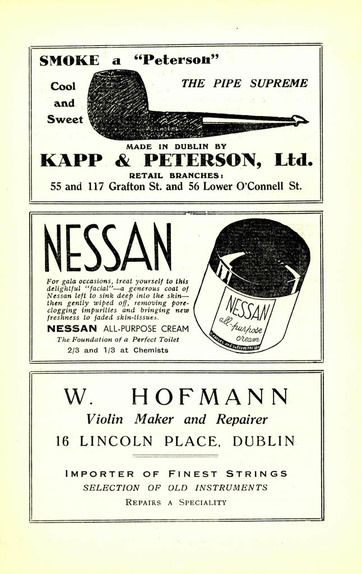 SMOKE a "Peterson"
Cool
and
Sweet
THE PIPE SUPREME
MADE IN DUBLIN BY
KAPP & PETERSON, Ltd.
RETAIL BRANCHES:
55 and 117 Grafton St. and 56 Lower O'Connell St.
NESSAN
For gala occasions, treat yourself to this
delightful "facial"—a generous coat of
Nessan left to sink deep into the skin—
then gently wiped off, removing pore-
clogging impurities and bringing new
freshness to jaded skin-tissues.
NESSAN ALL-PURPOSE CREAM
The Foundation of a Perfect Toilet
2/3 and 1/3 at Chemists
NESSAN
all-purpose
cream
W. HOFMANN
Violin Maker and Repairer
16 LINCOLN PLACE, DUBLIN
IMPORTER OF FINEST STRINGS
SELECTION OF OLD INSTRUMENTS
REPAIRS A SPECIALITY